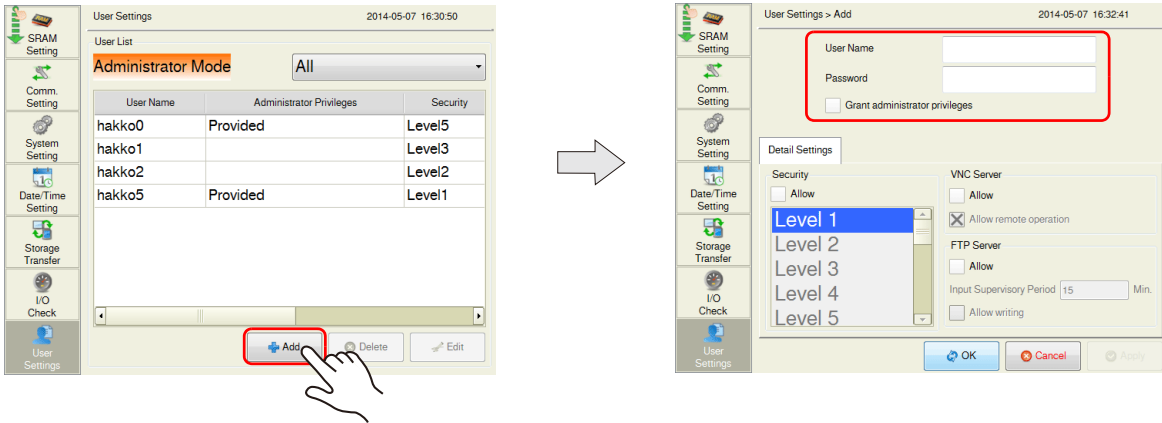 User Settings 2014-05-07 16:30:50
SRAM
Setting
Comm.
Setting
System
Setting
Date/Time
Setting
Storage
Transfer
I/O
Check
User
Settings
User List
Administrator Mode All
User Name Administrator Privileges Security
hakko0 Provided Level5
hakko1 Level3
hakko2 Level2
hakko5 Provided Level1
Add Delete Edit
User Settings > Add 2014-05-07 16:32:41
SRAM
Setting
Comm.
Setting
System
Setting
Date/Time
Setting
Storage
Transfer
I/O
Check
User
Settings
User Name
Password
Grant administrator privileges
Detail Settings
Security
Allow
Level 1
Level 2
Level 3
Level 4
Level 5
VNC Server
Allow
Allow remote operation
FTP Server
Allow
Input Supervisory Period 15 Min.
Allow writing
OK Cancel Apply